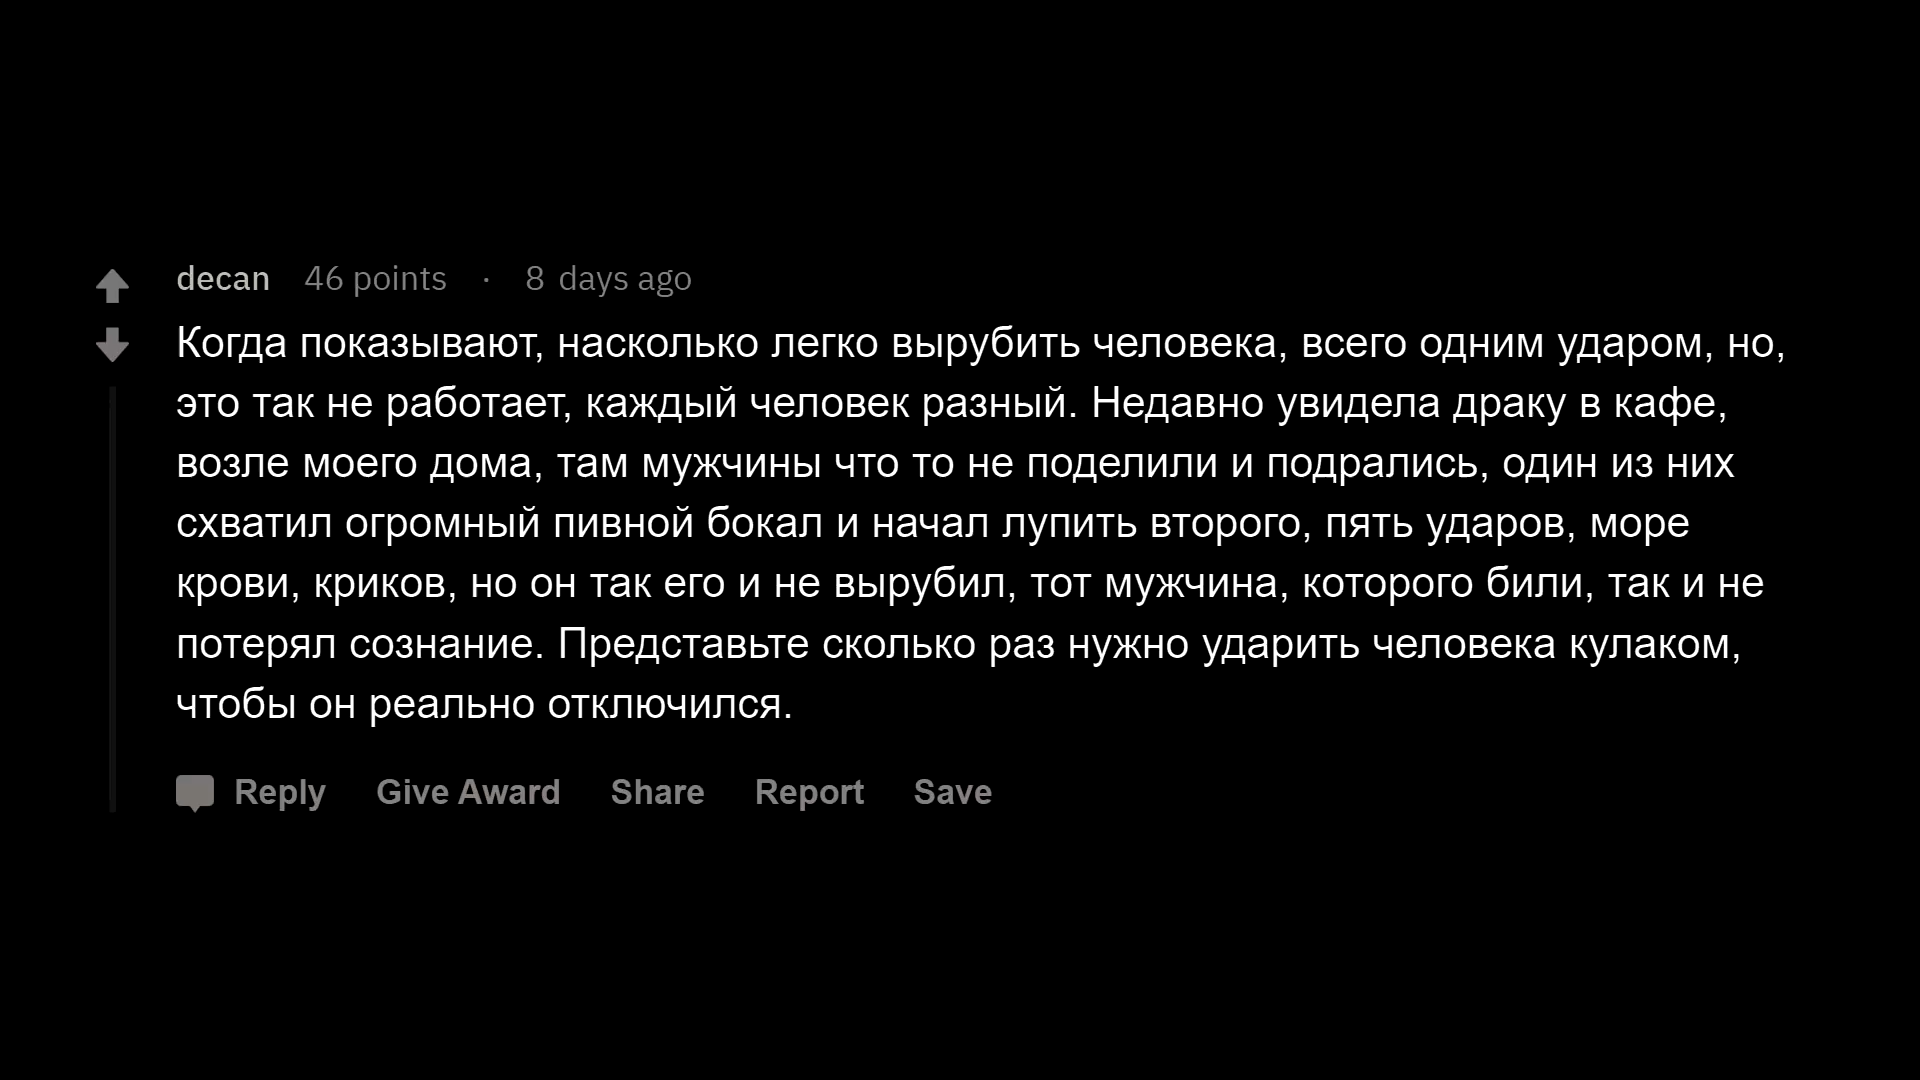 decan 46 points · 8 days ago
Когда показывают, насколько легко вырубить человека, всего одним ударом, но,
это так не работает, каждый человек разный. Недавно увидела драку в кафе,
возле моего дома, там мужчины что то не поделили и подрались, один из них
схватил огромный пивной бокал и начал лупить второго, пять ударов, море
крови, криков, но он так его и не вырубил, тот мужчина, которого били, так и не
потерял сознание. Представьте сколько раз нужно ударить человека кулаком,
чтобы он реально отключился.
Reply Give Award Share Report Save